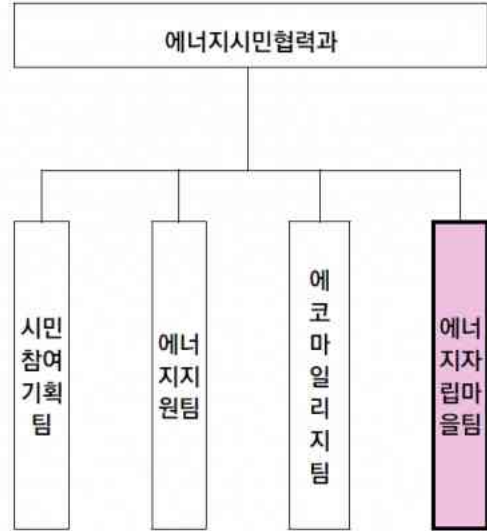 에너지시민협력과
시민
참여
기획
팀
에너
지지
원팀
에
코
마
일
리
지
팀
에너
지자
립마
을팀